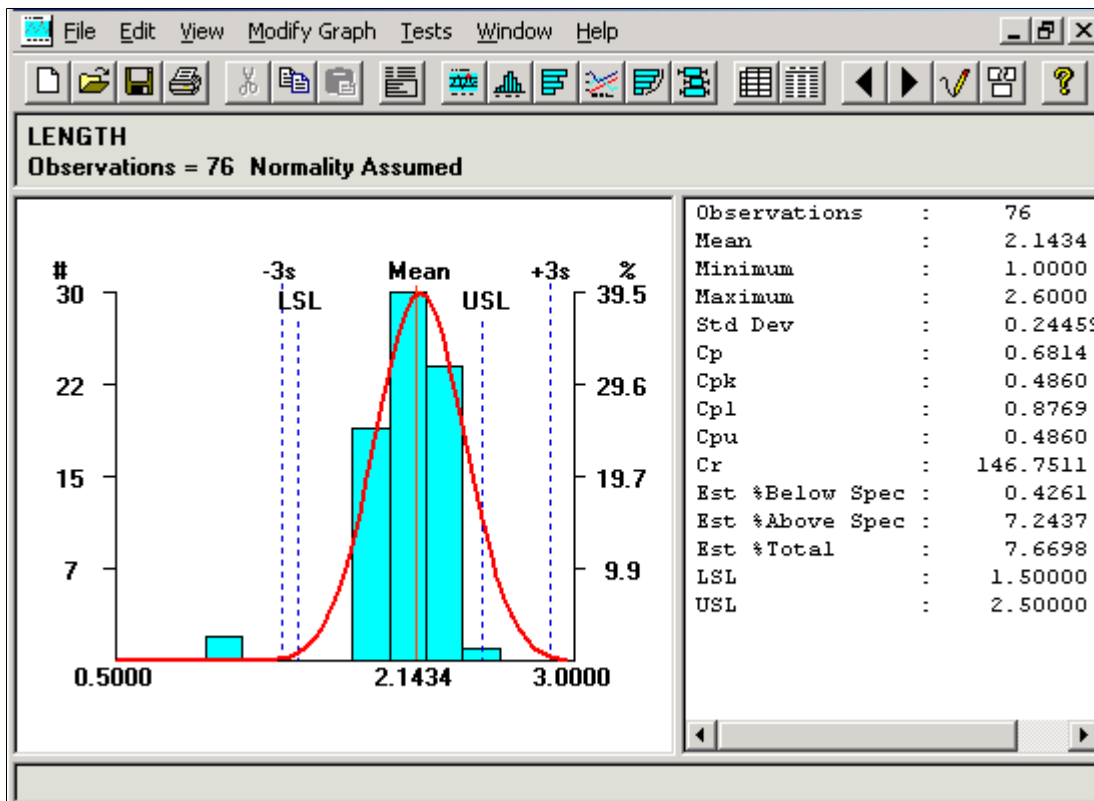 File Edit View Modify Graph Tests Window Help
LENGTH
Observations = 76 Normality Assumed
# -3s Mean +3s %
30 LSL USL 39.5
22 29.6
15 19.7
7 9.9
0.5000 2.1434 3.0000
Observations : 76
Mean : 2.1434
Minimum : 1.0000
Maximum : 2.6000
Std Dev : 0.24459
Cp : 0.6814
Cpk : 0.4860
Cpl : 0.8769
Cpu : 0.4860
Cr : 146.7511
Est %Below Spec : 0.4261
Est %Above Spec : 7.2437
Est %Total : 7.6698
LSL : 1.50000
USL : 2.50000